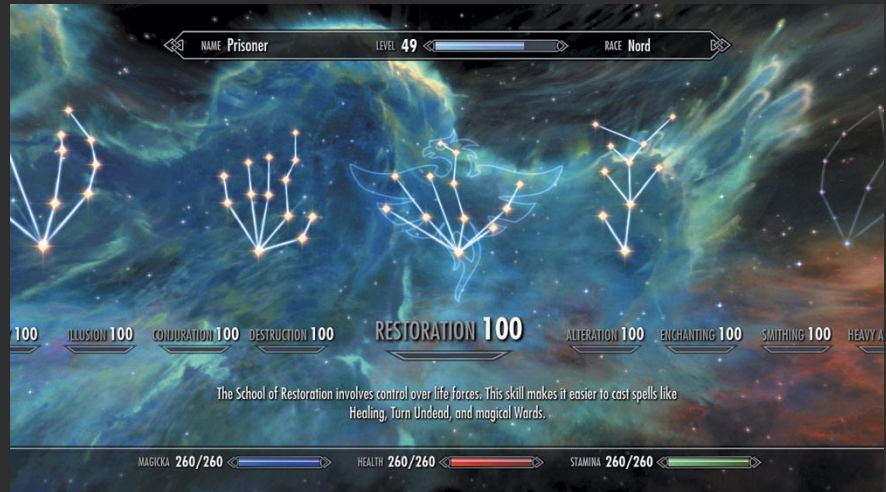 NAME Prisoner LEVEL 49 RACE Nord
100 ILLUSION 100 CONJURATION 100 DESTRUCTION 100 RESTORATION 100 ALTERATION 100 ENCHANTING 100 SMITHING 100 HEAVY A
The School of Restoration involves control over life forces. This skill makes it easier to cast spells like
Healing, Turn Undead, and magical Wards.
MAGICKA 260/260 HEALTH 260/260 STAMINA 260/260